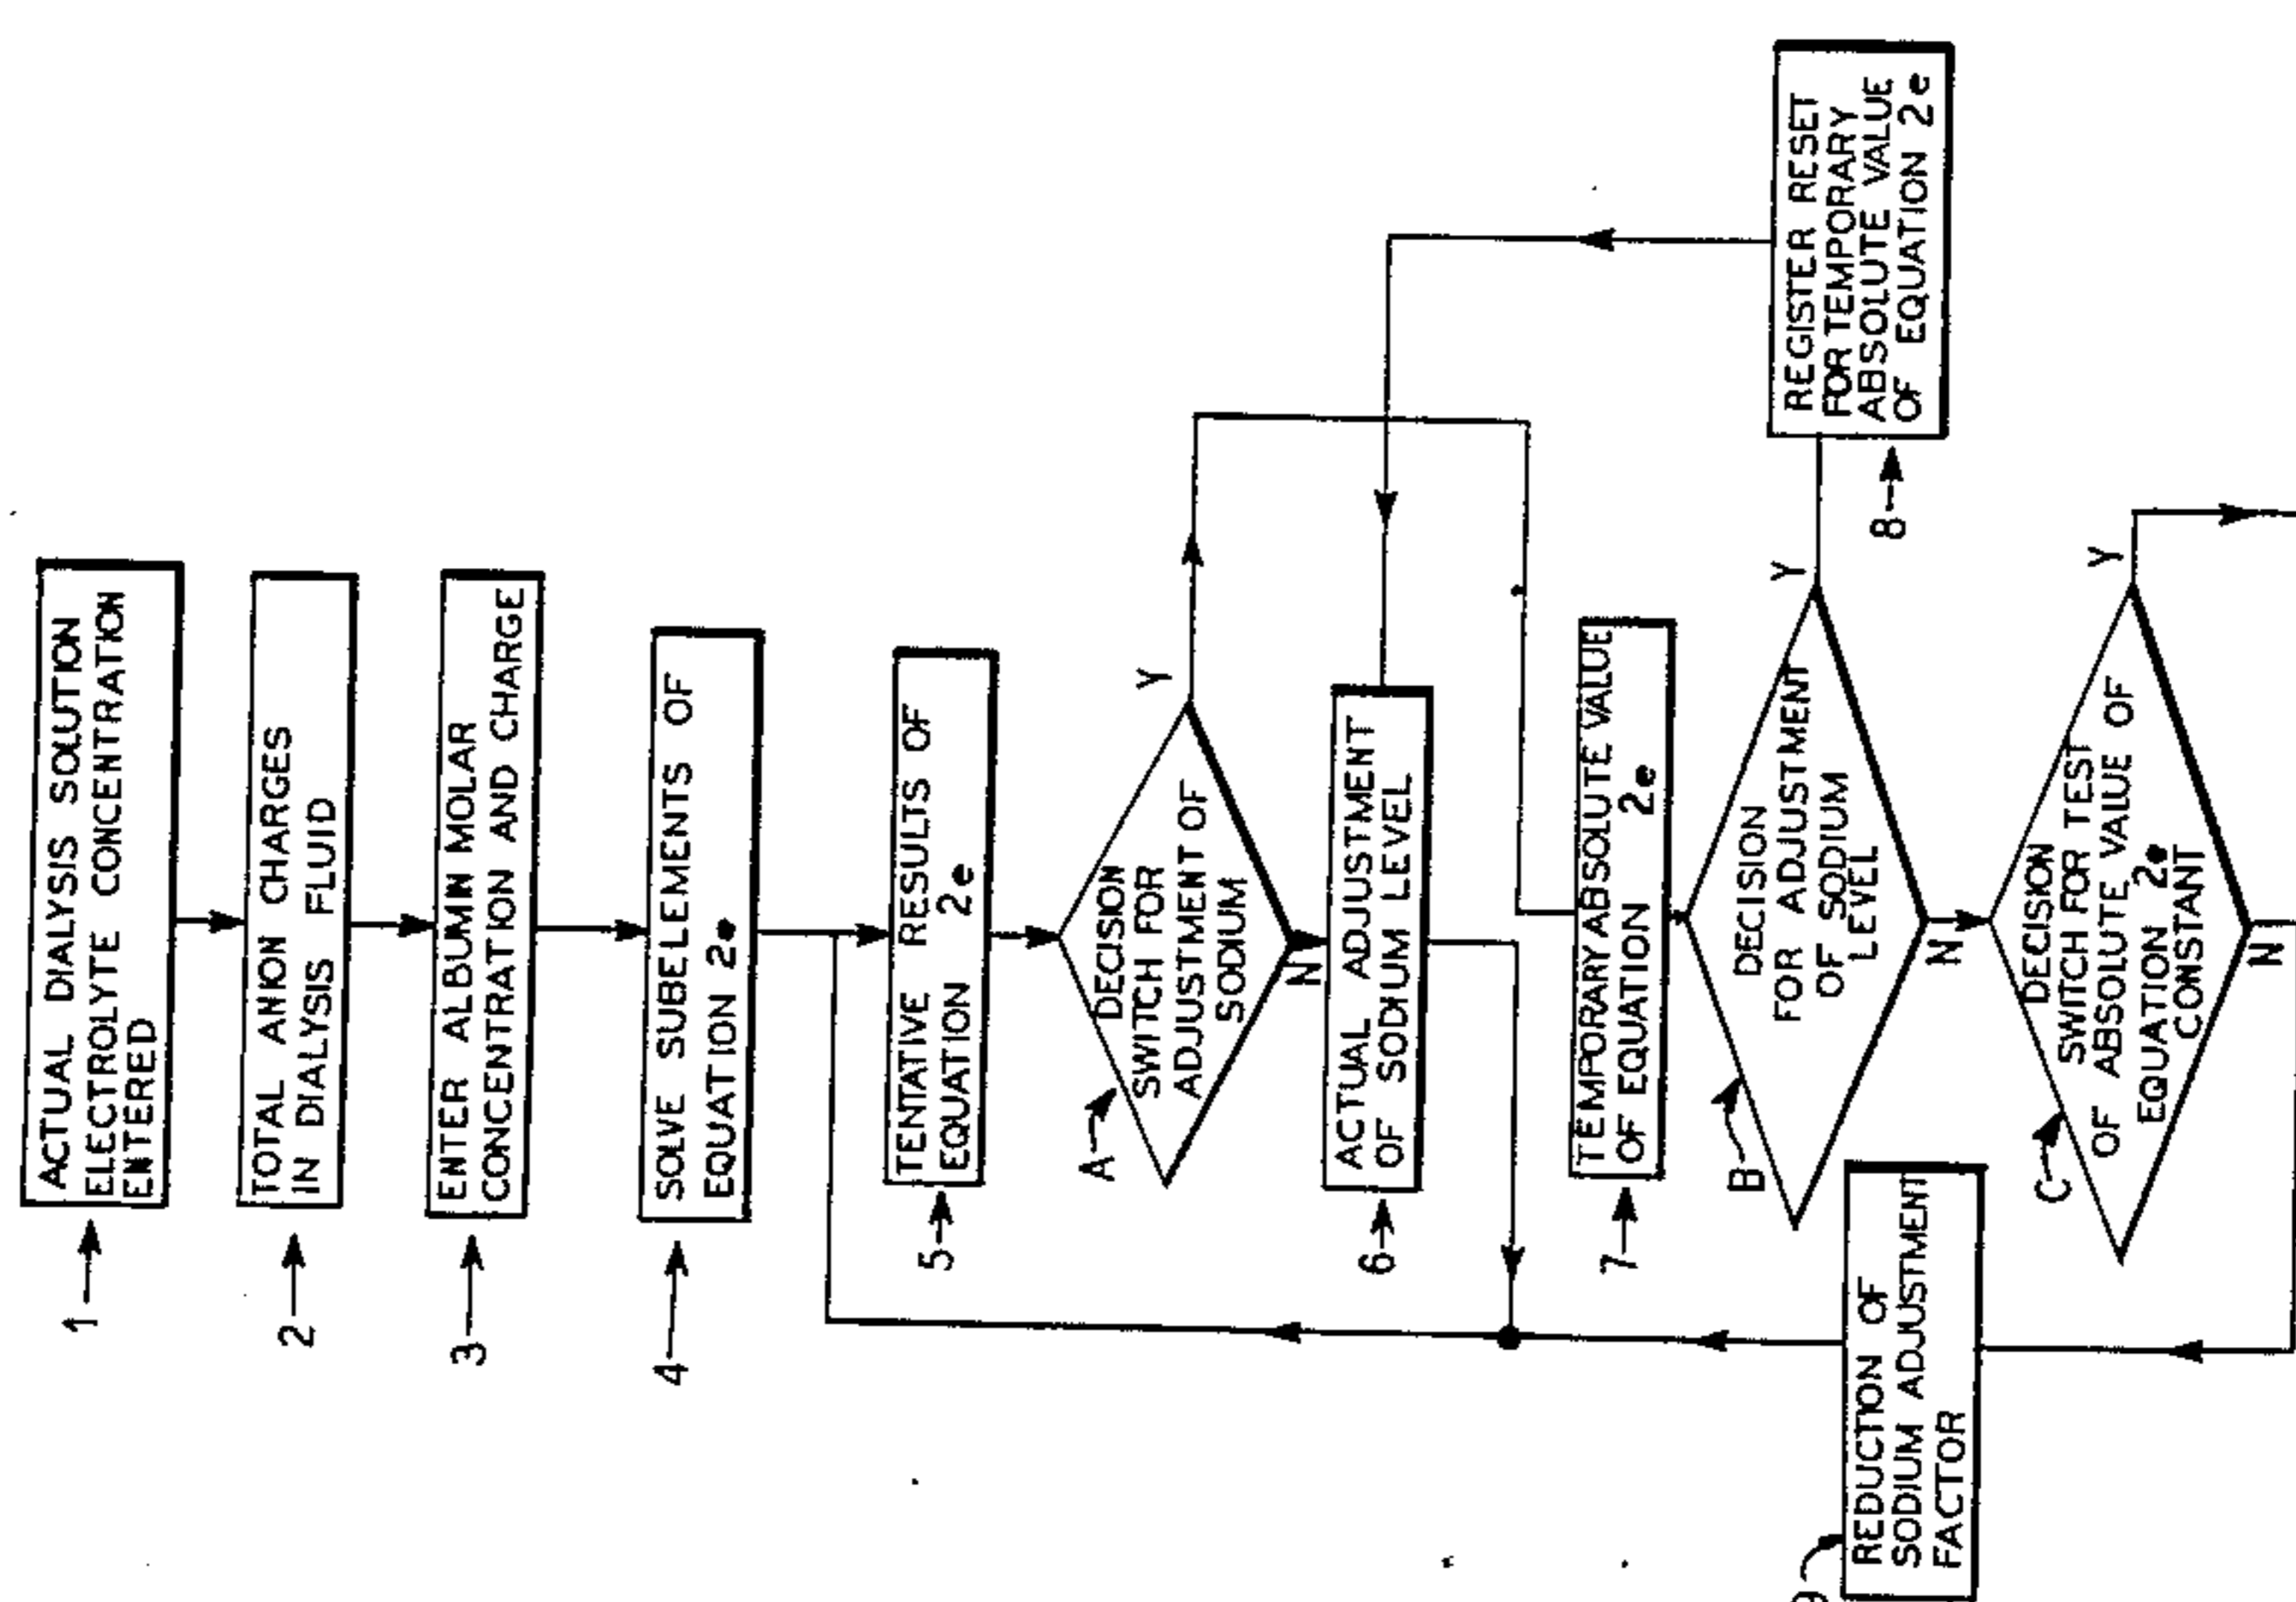 1
ACTUAL DIALYSIS SOLUTION
ELECTROLYTE CONCENTRATION
ENTERED
2
TOTAL ANION CHARGES
IN DIALYSIS FLUID
3
ENTER ALBUMIN MOLAR
CONCENTRATION AND CHARGE
4
SOLVE SUBELEMENTS OF
EQUATION 2e
5
TENTATIVE RESULTS OF
EQUATION 2e
A
DECISION
SWITCH FOR
ADJUSTMENT OF
SODIUM
Y
N
6
ACTUAL ADJUSTMENT
OF SODIUM LEVEL
7
TEMPORARY ABSOLUTE VALUE
OF EQUATION 2e
B
DECISION
FOR ADJUSTMENT
OF SODIUM
LEVEL
Y
N
8
REGISTER RESET
FOR TEMPORARY
ABSOLUTE VALUE
OF EQUATION 2e
9
REDUCTION OF
SODIUM ADJUSTMENT
FACTOR
C
DECISION
SWITCH FOR TEST
OF ABSOLUTE VALUE OF
EQUATION 2e
CONSTANT
Y
N